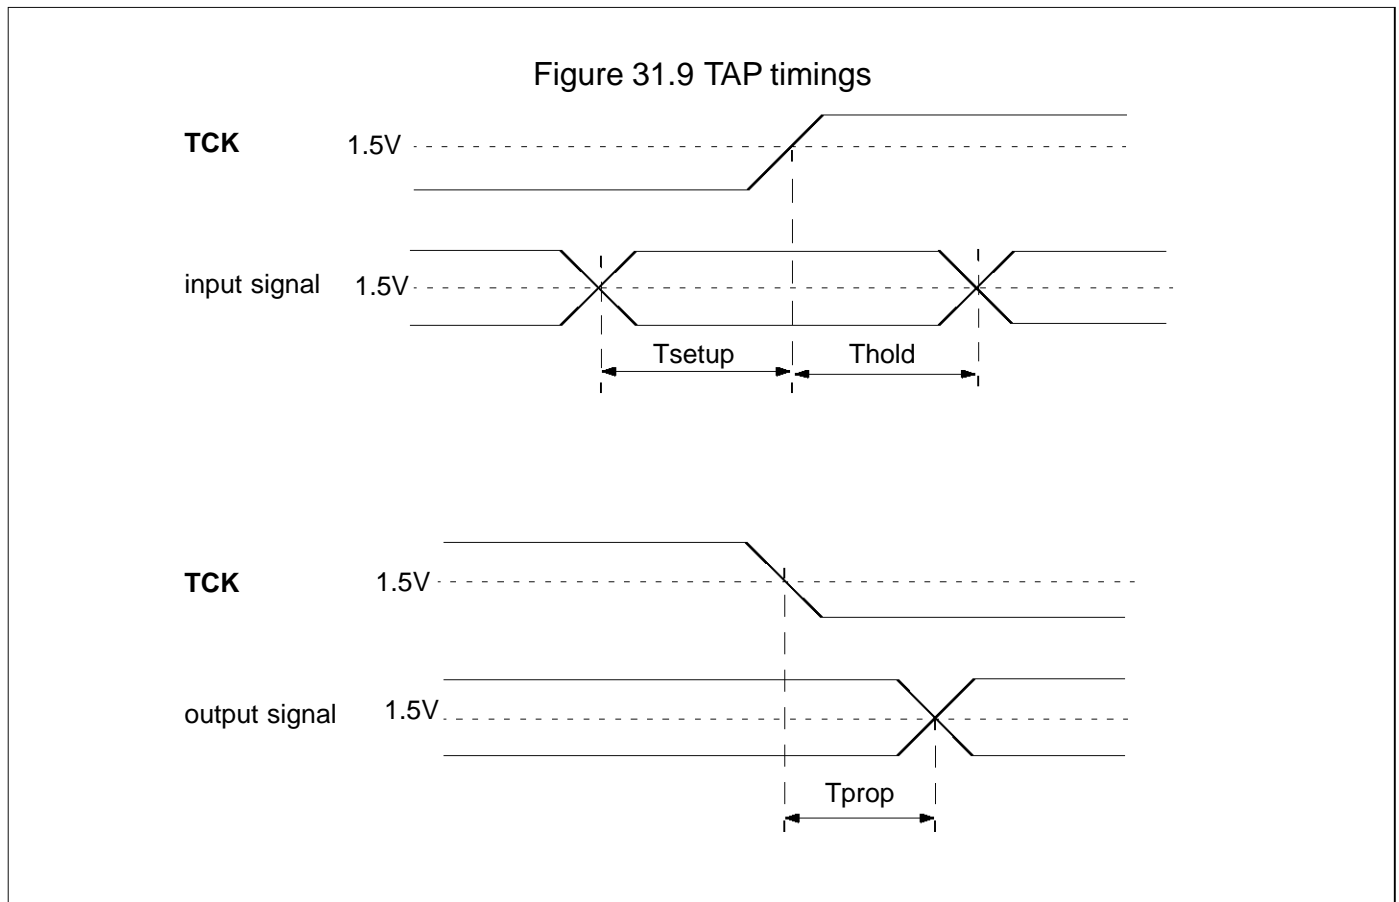 Figure 31.9 TAP timings
TCK 1.5V
input signal 1.5V
Tsetup Thold
TCK 1.5V
output signal 1.5V
Tprop